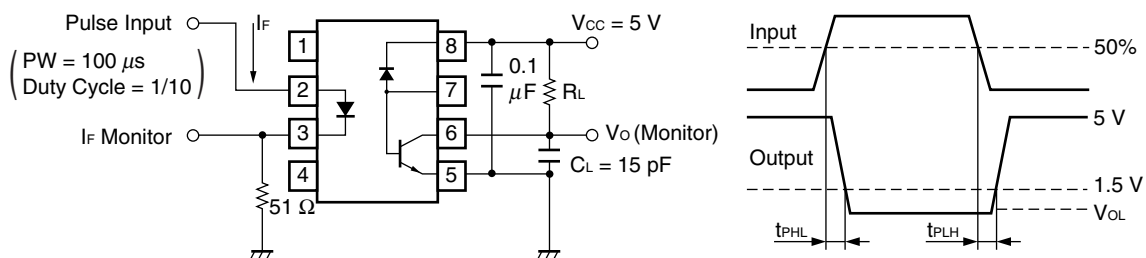 Pulse Input
IF
( PW = 100 μs
Duty Cycle = 1/10 )
IF Monitor
51 Ω
1
2
3
4
8
7
6
5
VCC = 5 V
0.1
μF
RL
VO (Monitor)
CL = 15 pF
Input
50%
5 V
Output
1.5 V
VOL
tPHL
tPLH